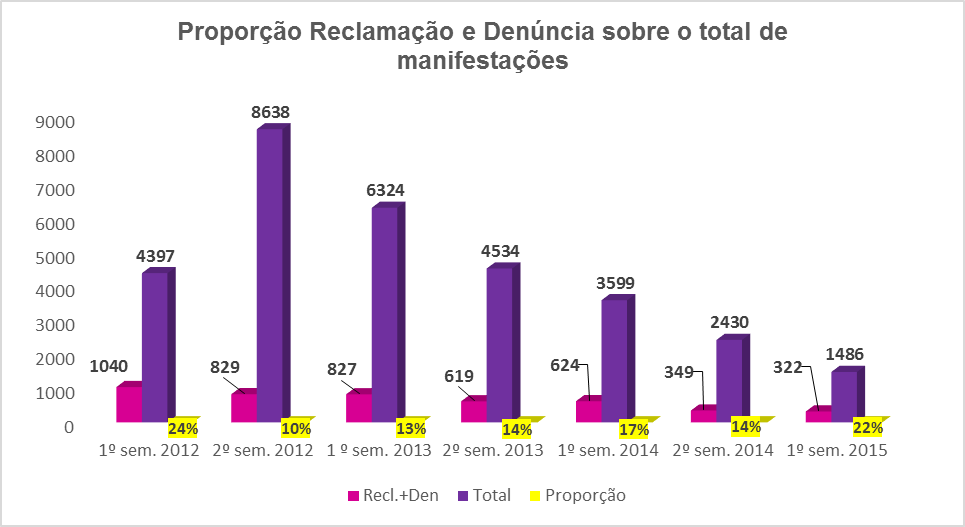 Proporção Reclamação e Denúncia sobre o total de
manifestações
9000
8000
7000
6000
5000
4000
3000
2000
1000
0
1040 4397 24%
829 8638 10%
827 6324 13%
619 4534 14%
624 3599 17%
349 2430 14%
322 1486 22%
1º sem. 2012 2º sem. 2012 1 º sem. 2013 2º sem. 2013 1º sem. 2014 2º sem. 2014 1º sem. 2015
Recl.+Den Total Proporção